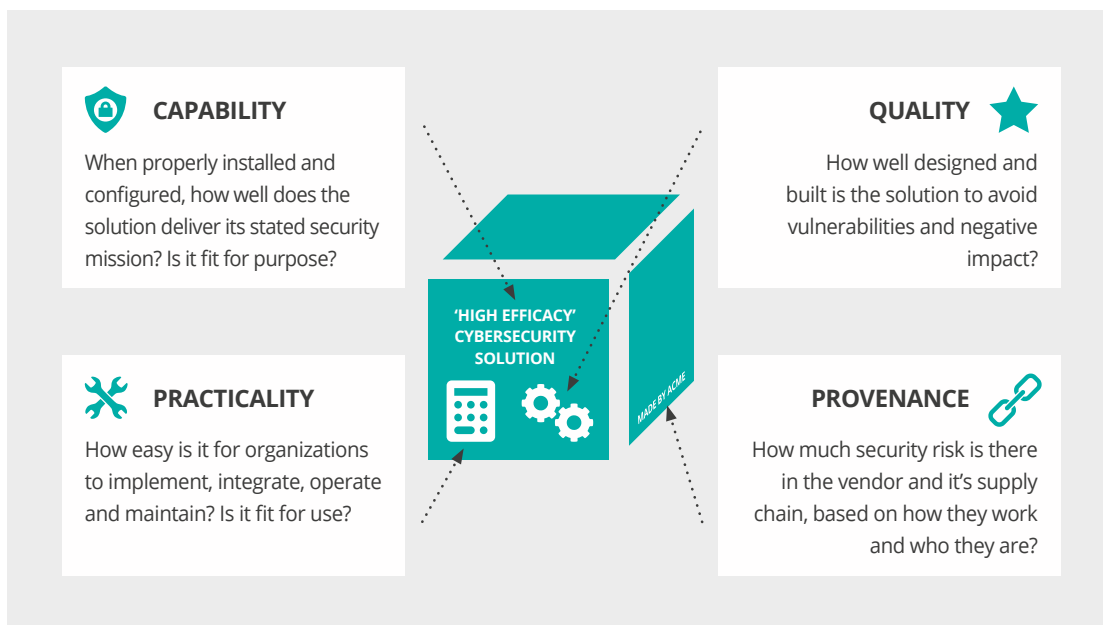 CAPABILITY
When properly installed and
configured, how well does the
solution deliver its stated security
mission? Is it fit for purpose?
QUALITY
How well designed and
built is the solution to avoid
vulnerabilities and negative
impact?
‘HIGH EFFICACY’
CYBERSECURITY
SOLUTION
MADE BY ACME
PRACTICALITY
How easy is it for organizations
to implement, integrate, operate
and maintain? Is it fit for use?
PROVENANCE
How much security risk is there
in the vendor and it’s supply
chain, based on how they work
and who they are?